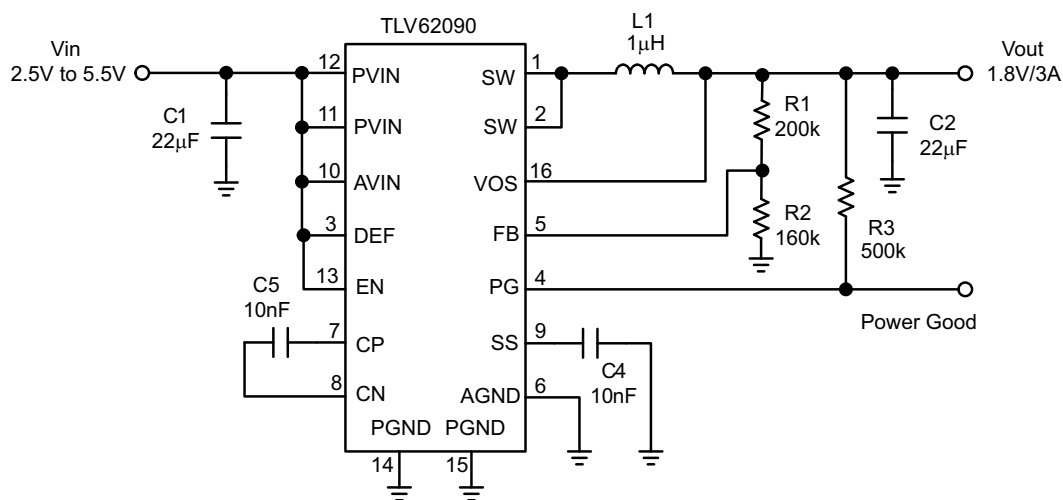 TLV62090
L1
1μH
Vin
2.5V to 5.5V
Vout
1.8V/3A
12
PVIN
SW
1
C1
22μF
11
PVIN
SW
2
R1
200k
C2
22μF
10
AVIN
VOS
16
3
DEF
FB
5
R2
160k
R3
500k
13
EN
PG
4
Power Good
C5
10nF
7
CP
SS
9
C4
10nF
8
CN
AGND
6
PGND PGND
14
15